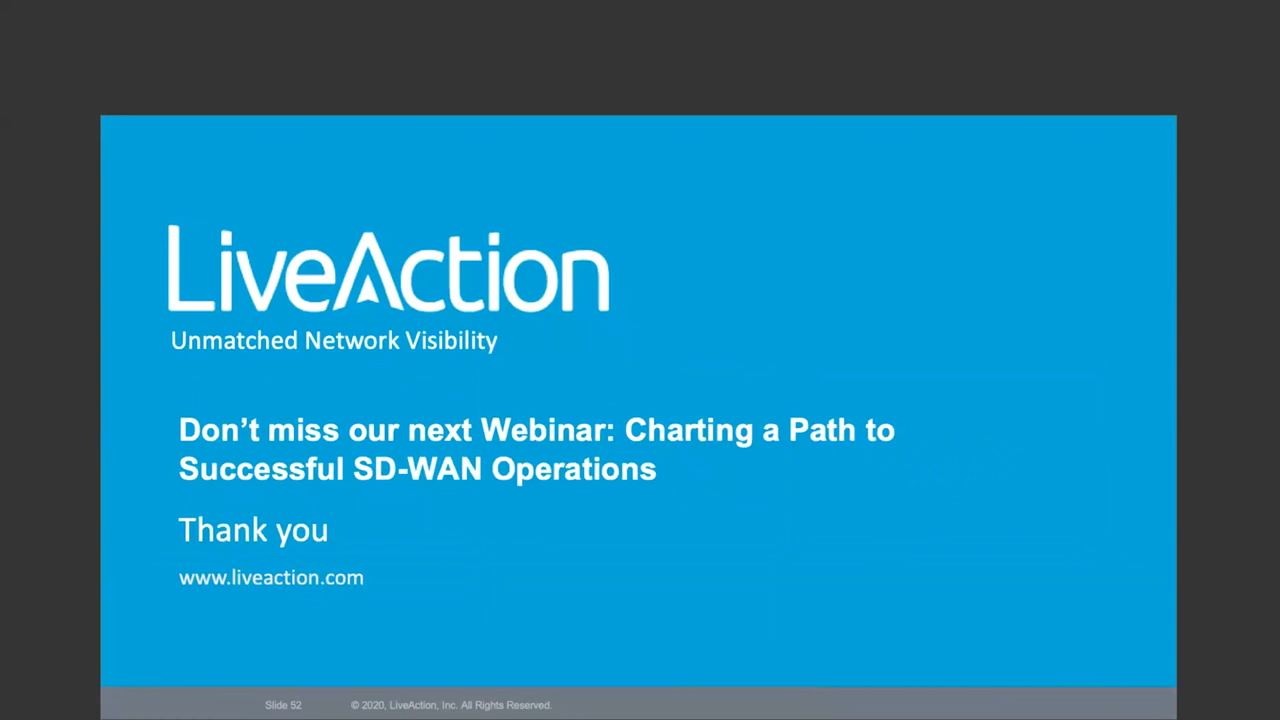 LiveAction
Unmatched Network Visibility
Don’t miss our next Webinar: Charting a Path to
Successful SD-WAN Operations
Thank you
www.liveaction.com
Slide 52 © 2020, LiveAction, Inc. All Rights Reserved.